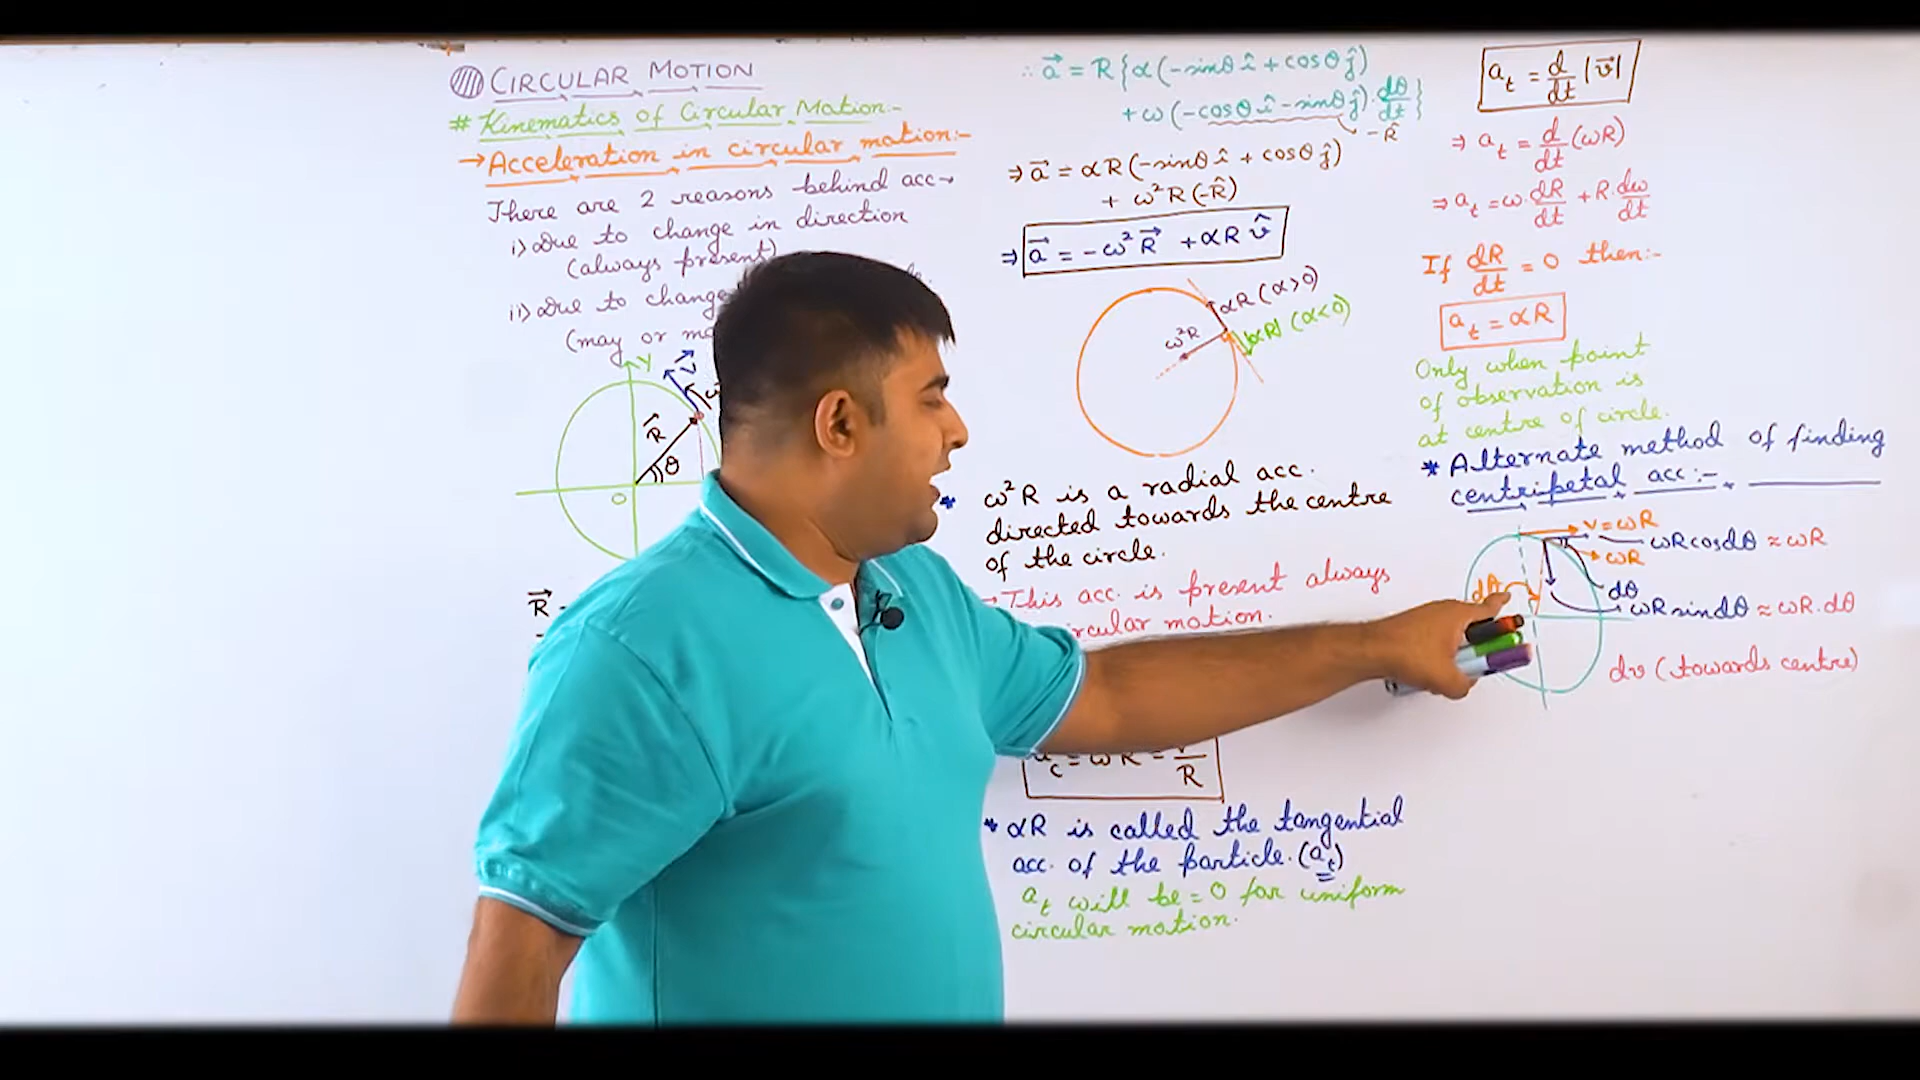 CIRCULAR MOTION
# Kinematics of Circular Motion:-
→ Acceleration in circular motion:-
There are 2 reasons behind acc→
i) Due to change in direction
(always present)
ii) Due to change
(may or
Y
V⃗
ω
R⃗
θ
O
R⃗ =
∴ a⃗ = R{α(-sinθ î + cosθ ĵ)
+ ω(-cosθ î - sinθ ĵ).dθ/dt}
-R̂
⇒ a⃗ = αR(-sinθ î + cosθ ĵ)
+ ω²R(-R̂)
⇒ a⃗ = -ω²R⃗ + αR v̂
αR (α>0)
ω²R
|αR| (α<0)
* ω²R is a radial acc.
directed towards the centre
of the circle.
→ This acc. is present always
circular motion.
a_c = ω²R = v²/R
* αR is called the tangential
acc. of the particle. (a_t)
a_t will be = 0 for uniform
circular motion.
a_t = d/dt |v⃗|
⇒ a_t = d/dt (ωR)
⇒ a_t = ω.dR/dt + R.dω/dt
If dR/dt = 0 then:-
a_t = αR
Only when point
of observation is
at centre of circle.
* Alternate method of finding
centripetal acc:-
v=ωR
ωRcosdθ ≈ ωR
ωR
dθ
dθ
ωRsindθ ≈ ωR.dθ
dv (towards centre)